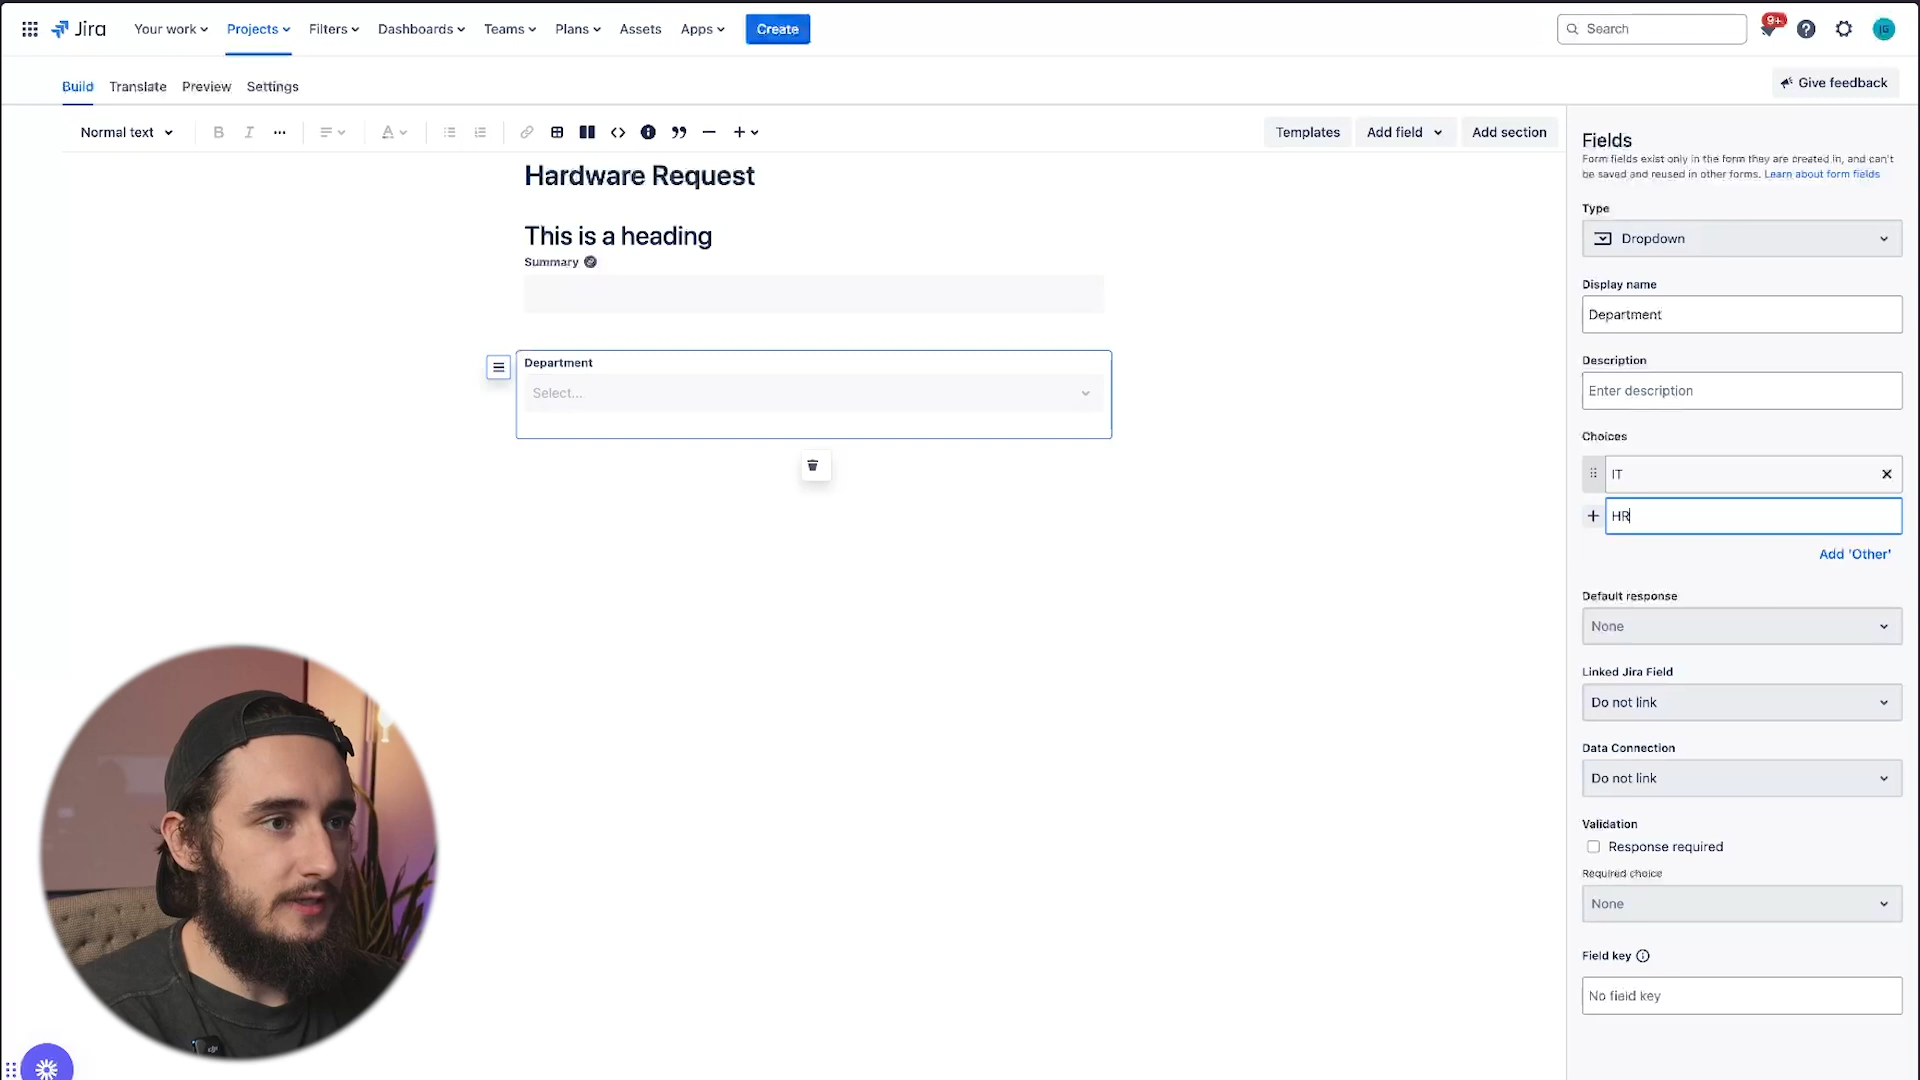 Jira
Your work
Projects
Filters
Dashboards
Teams
Plans
Assets
Apps
Create
Search
9+
JG
Build
Translate
Preview
Settings
Give feedback
Normal text
B
I
A
Templates
Add field
Add section
Hardware Request
This is a heading
Summary
Department
Select...
Fields
Form fields exist only in the form they are created in, and can't
be saved and reused in other forms. Learn about form fields
Type
Dropdown
Display name
Department
Description
Enter description
Choices
IT
HR
Add 'Other'
Default response
None
Linked Jira Field
Do not link
Data Connection
Do not link
Validation
Response required
Required choice
None
Field key
No field key